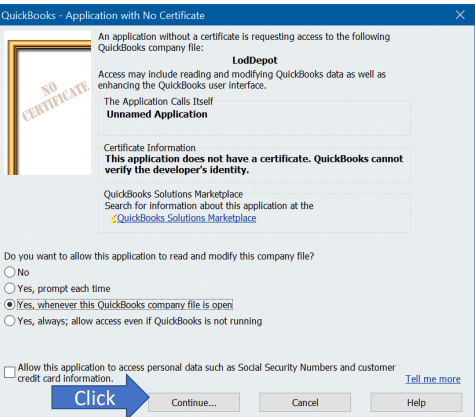 QuickBooks - Application with No Certificate
An application without a certificate is requesting access to the following
QuickBooks company file:
LodDepot
Access may include reading and modifying QuickBooks data as well as
enhancing the QuickBooks user interface.
NO
CERTIFICATE
The Application Calls Itself
Unnamed Application
Certificate Information
This application does not have a certificate. QuickBooks cannot
verify the developer's identity.
QuickBooks Solutions Marketplace
Search for information about this application at the
QuickBooks Solutions Marketplace
Do you want to allow this application to read and modify this company file?
No
Yes, prompt each time
Yes, whenever this QuickBooks company file is open
Yes, always; allow access even if QuickBooks is not running
Allow this application to access personal data such as Social Security Numbers and customer
credit card information.
Tell me more
Click
Continue...
Cancel
Help